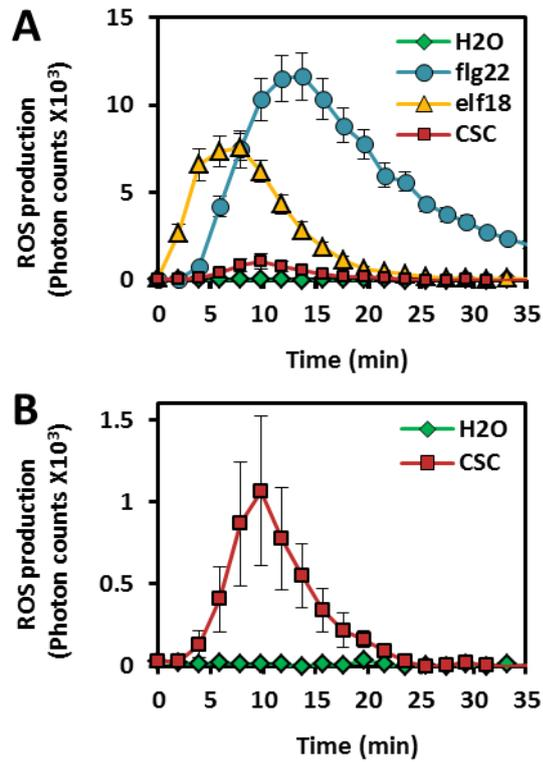 A
15
10
5
0
ROS production
(Photon counts X10³)
H2O
flg22
elf18
CSC
0 5 10 15 20 25 30 35
Time (min)
B
1.5
1
0.5
0
ROS production
(Photon counts X10³)
H2O
CSC
0 5 10 15 20 25 30 35
Time (min)